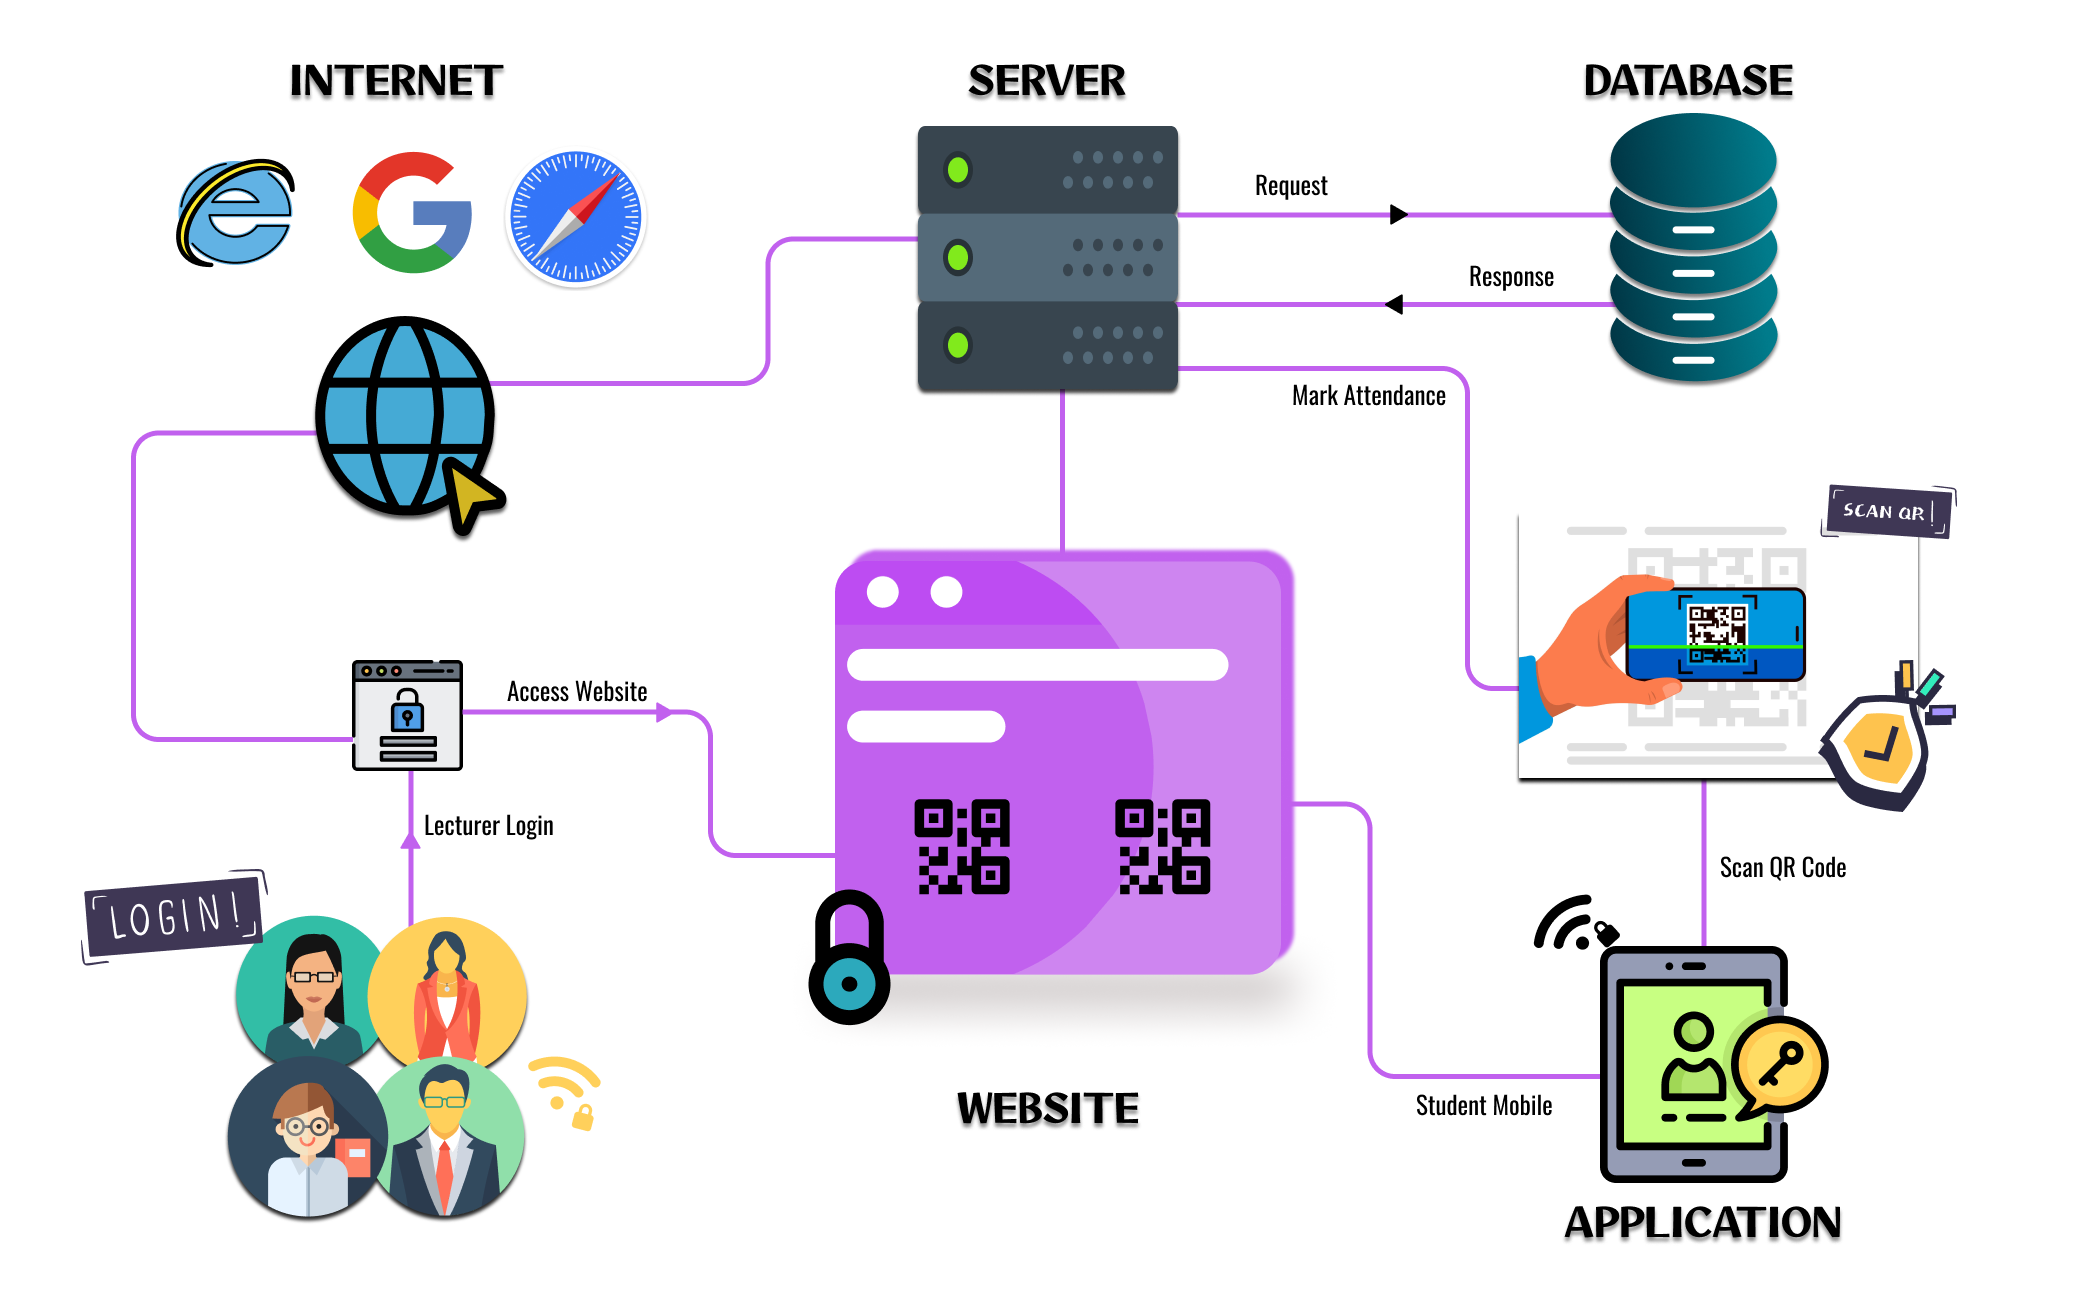 INTERNET
SERVER
DATABASE
Request
Response
Mark Attendance
SCAN QR!
Access Website
Lecturer Login
Scan QR Code
LOGIN!
WEBSITE
Student Mobile
APPLICATION